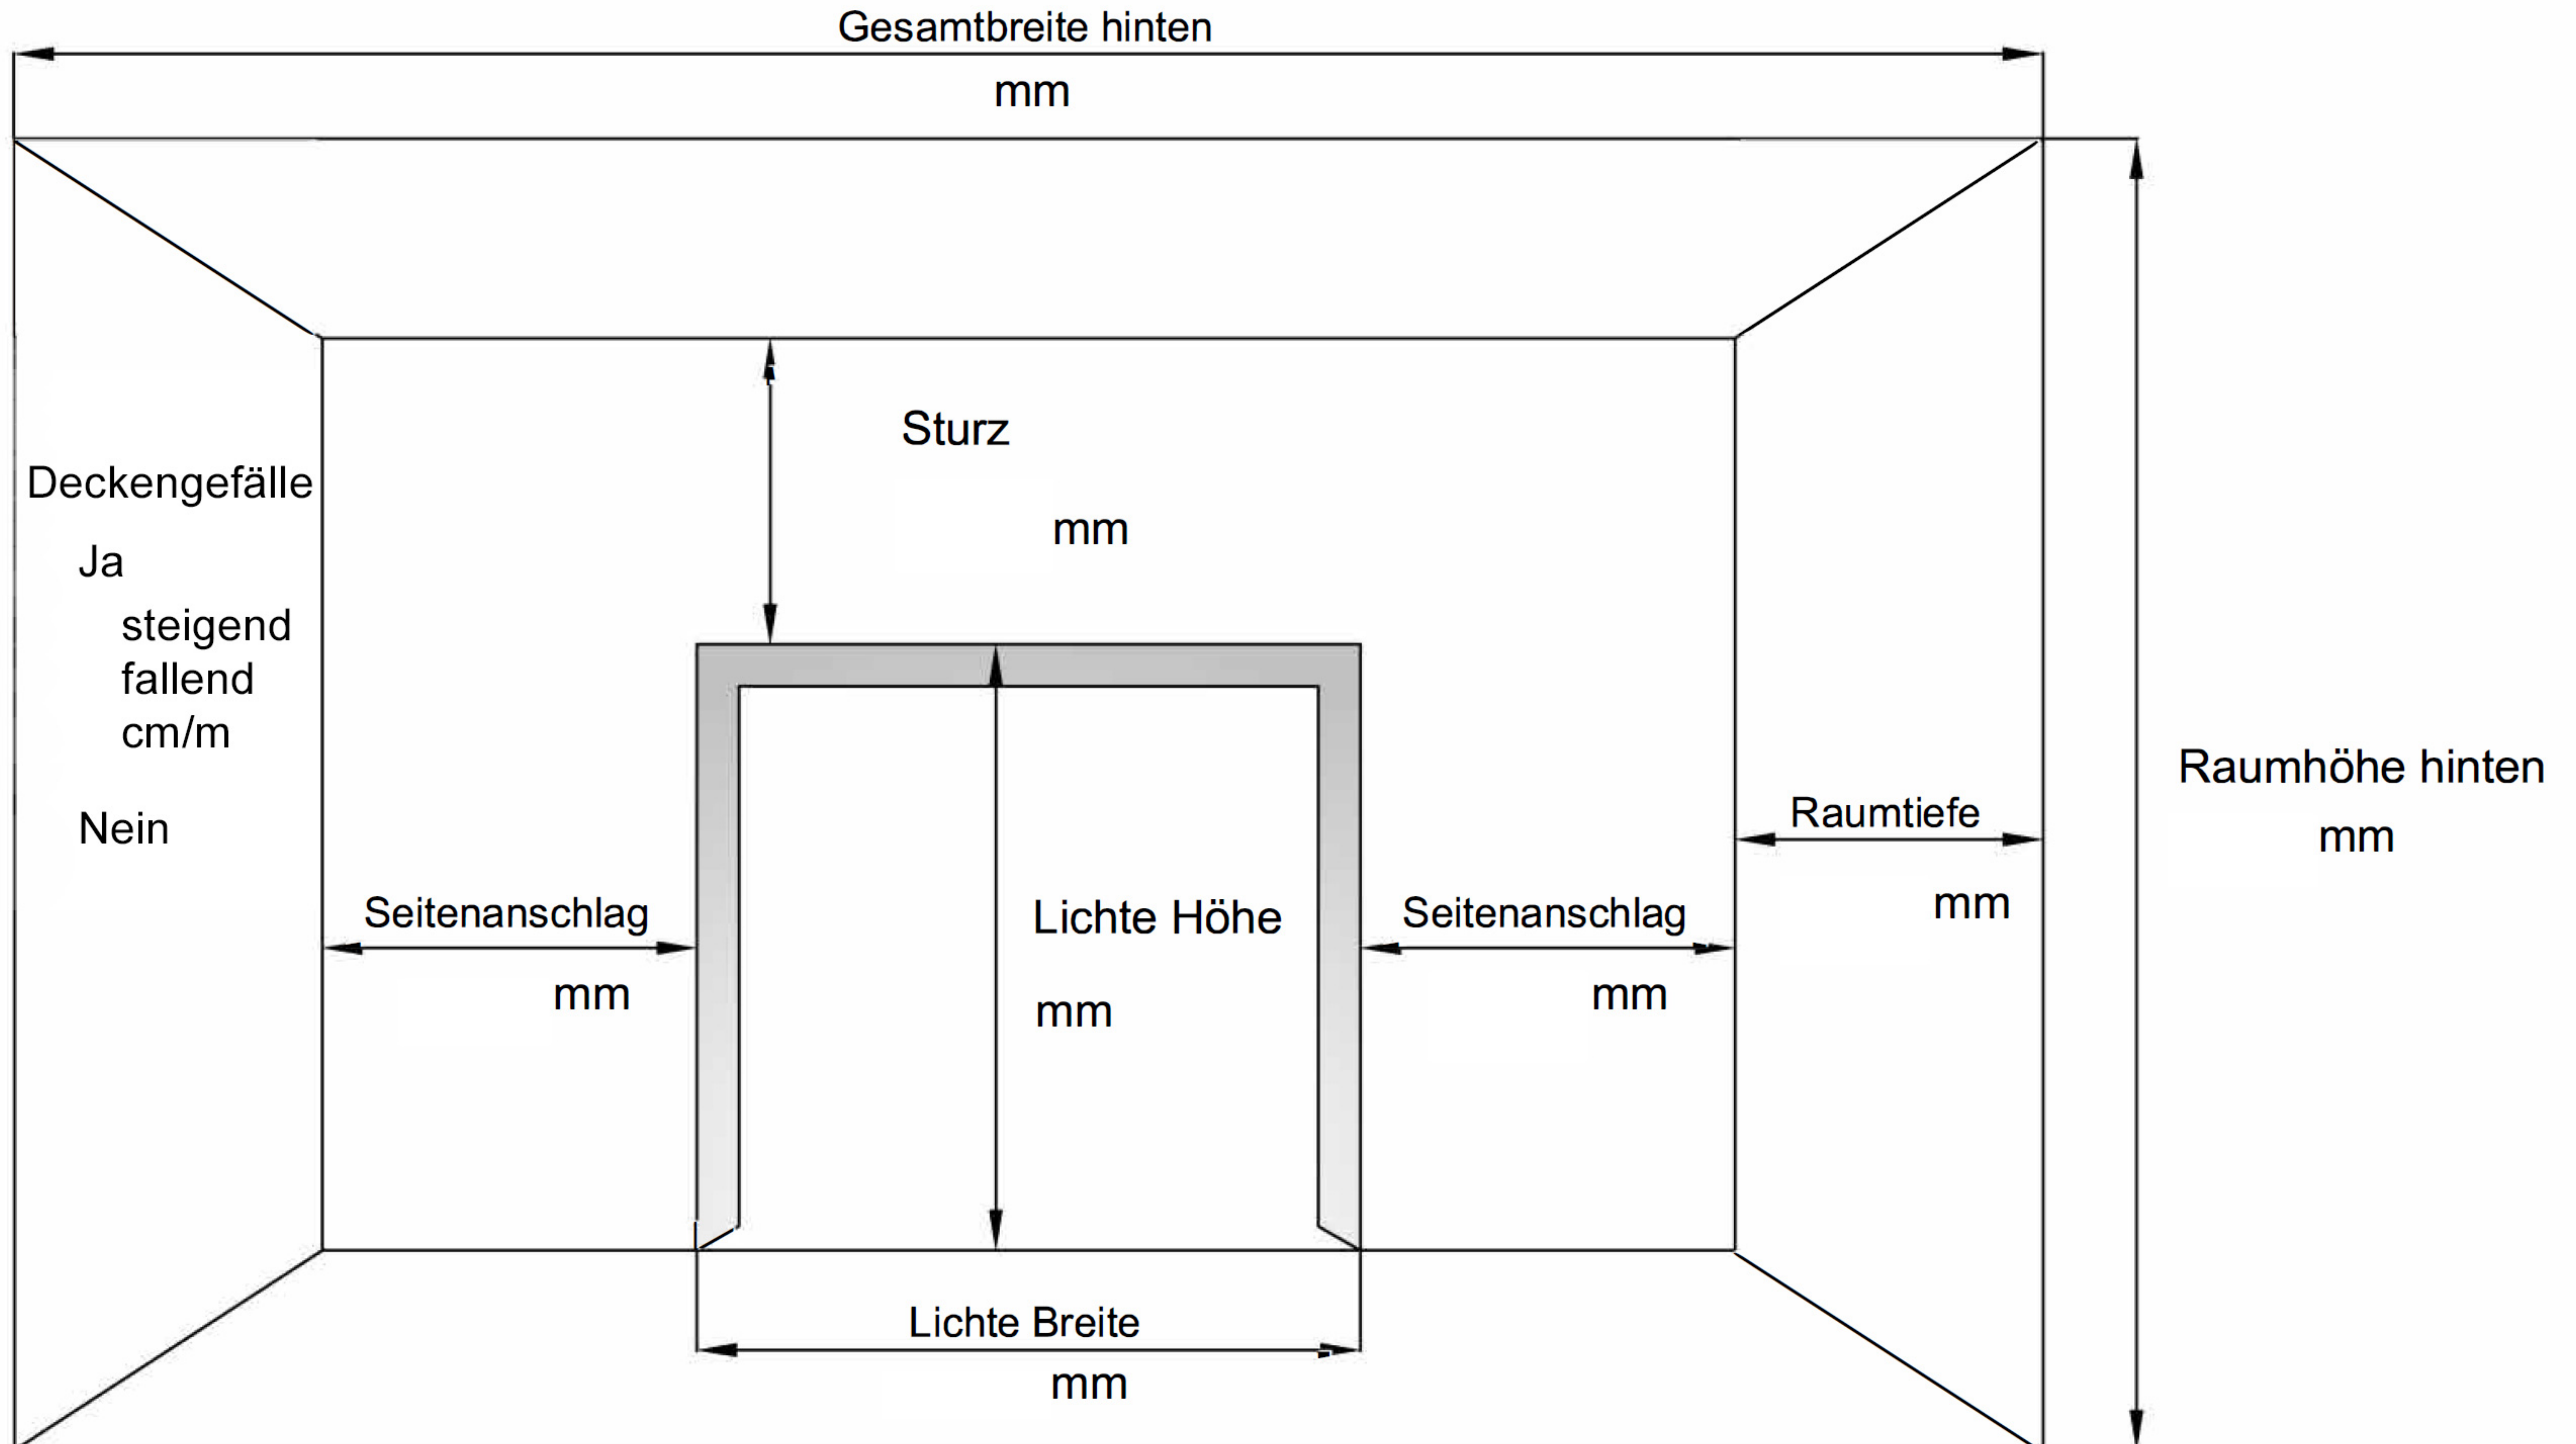 Gesamtbreite hinten
mm
Sturz
mm
Deckengefälle
Ja
steigend
fallend
cm/m
Nein
Raumhöhe hinten
mm
Raumtiefe
mm
Seitenanschlag
mm
Lichte Höhe
mm
Seitenanschlag
mm
Lichte Breite
mm